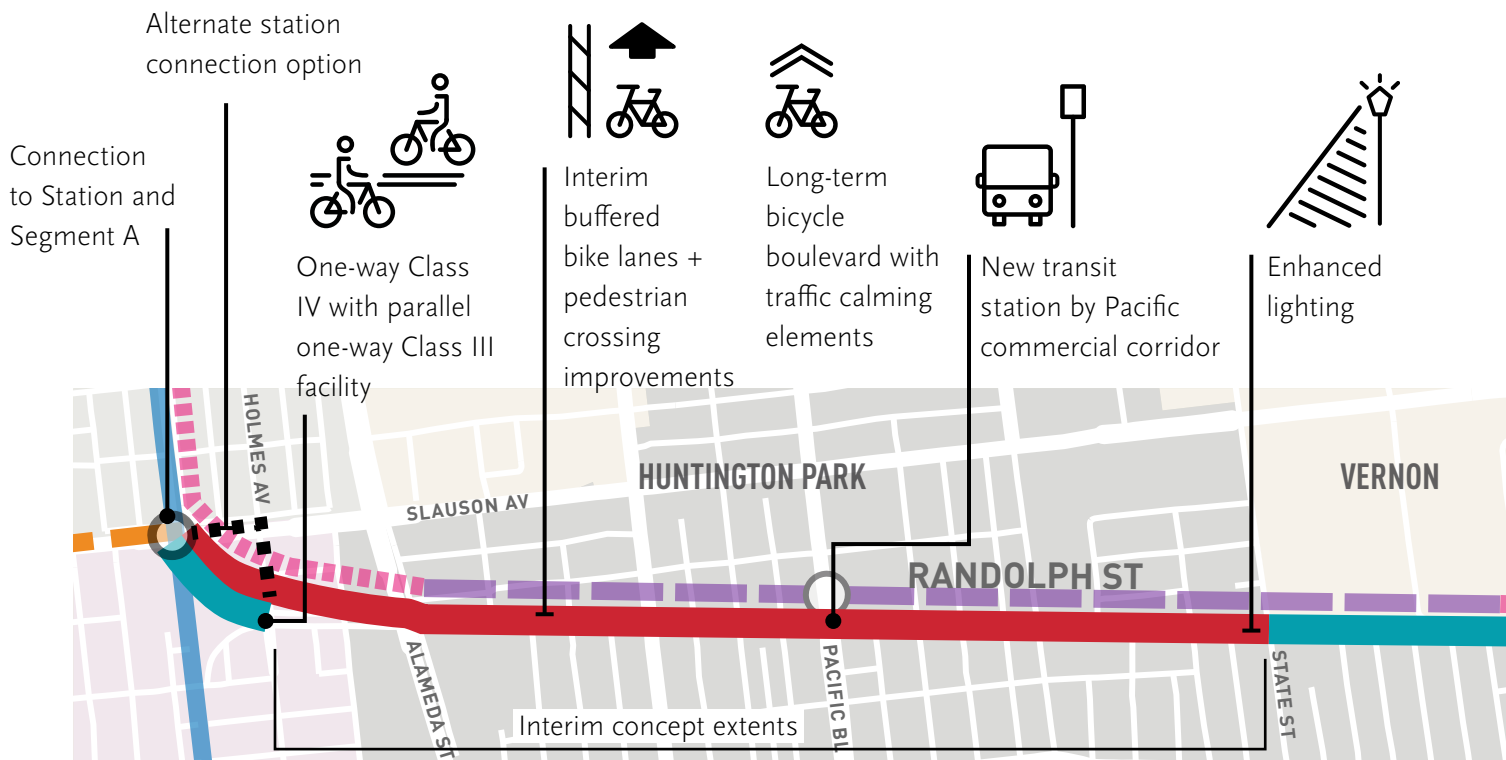 Alternate station
connection option
Connection
to Station and
Segment A
One-way Class
IV with parallel
one-way Class III
facility
Interim
buffered
bike lanes +
pedestrian
crossing
improvements
Long-term
bicycle
boulevard with
traffic calming
elements
New transit
station by Pacific
commercial corridor
Enhanced
lighting
HOLMES AV
SLAUSON AV
HUNTINGTON PARK
VERNON
RANDOLPH ST
ALAMEDA ST
PACIFIC BL
STATE ST
Interim concept extents